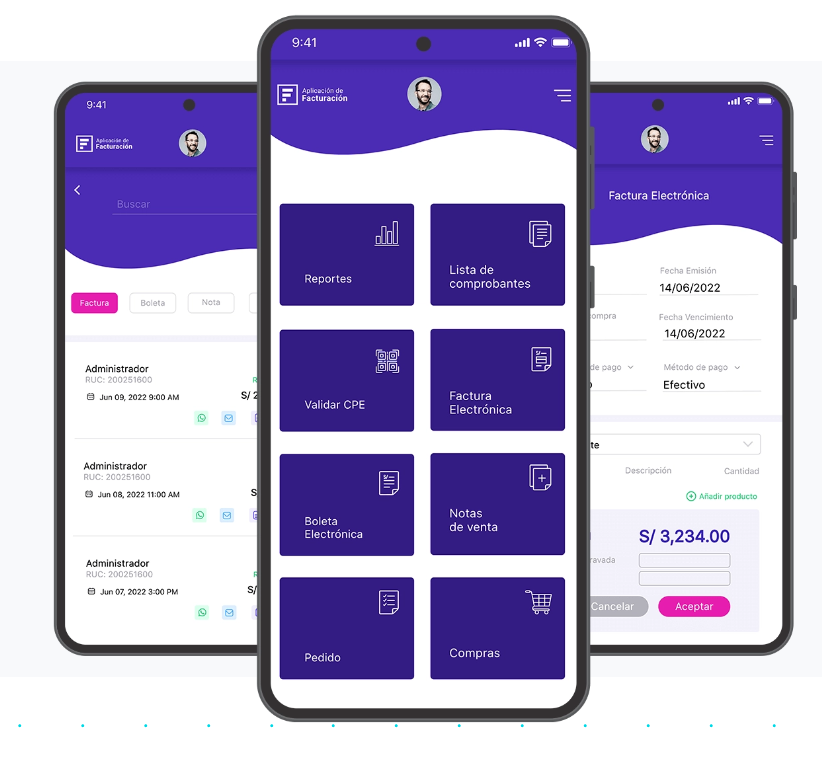 9:41
Aplicación de
Facturación
Buscar
Factura
Boleta
Nota
Administrador
RUC: 200251600
Jun 09, 2022 9:00 AM
S/ 2
Administrador
RUC: 200251600
Jun 08, 2022 11:00 AM
S
Administrador
RUC: 200251600
Jun 07, 2022 3:00 PM
S/
9:41
Aplicación de
Facturación
Reportes
Lista de
comprobantes
Validar CPE
Factura
Electrónica
Boleta
Electrónica
Notas
de venta
Pedido
Compras
Factura Electrónica
Fecha Emisión
14/06/2022
ompra
Fecha Vencimiento
14/06/2022
de pago
Método de pago
o
Efectivo
te
Descripción
Cantidad
Añadir producto
S/ 3,234.00
ravada
Cancelar
Aceptar